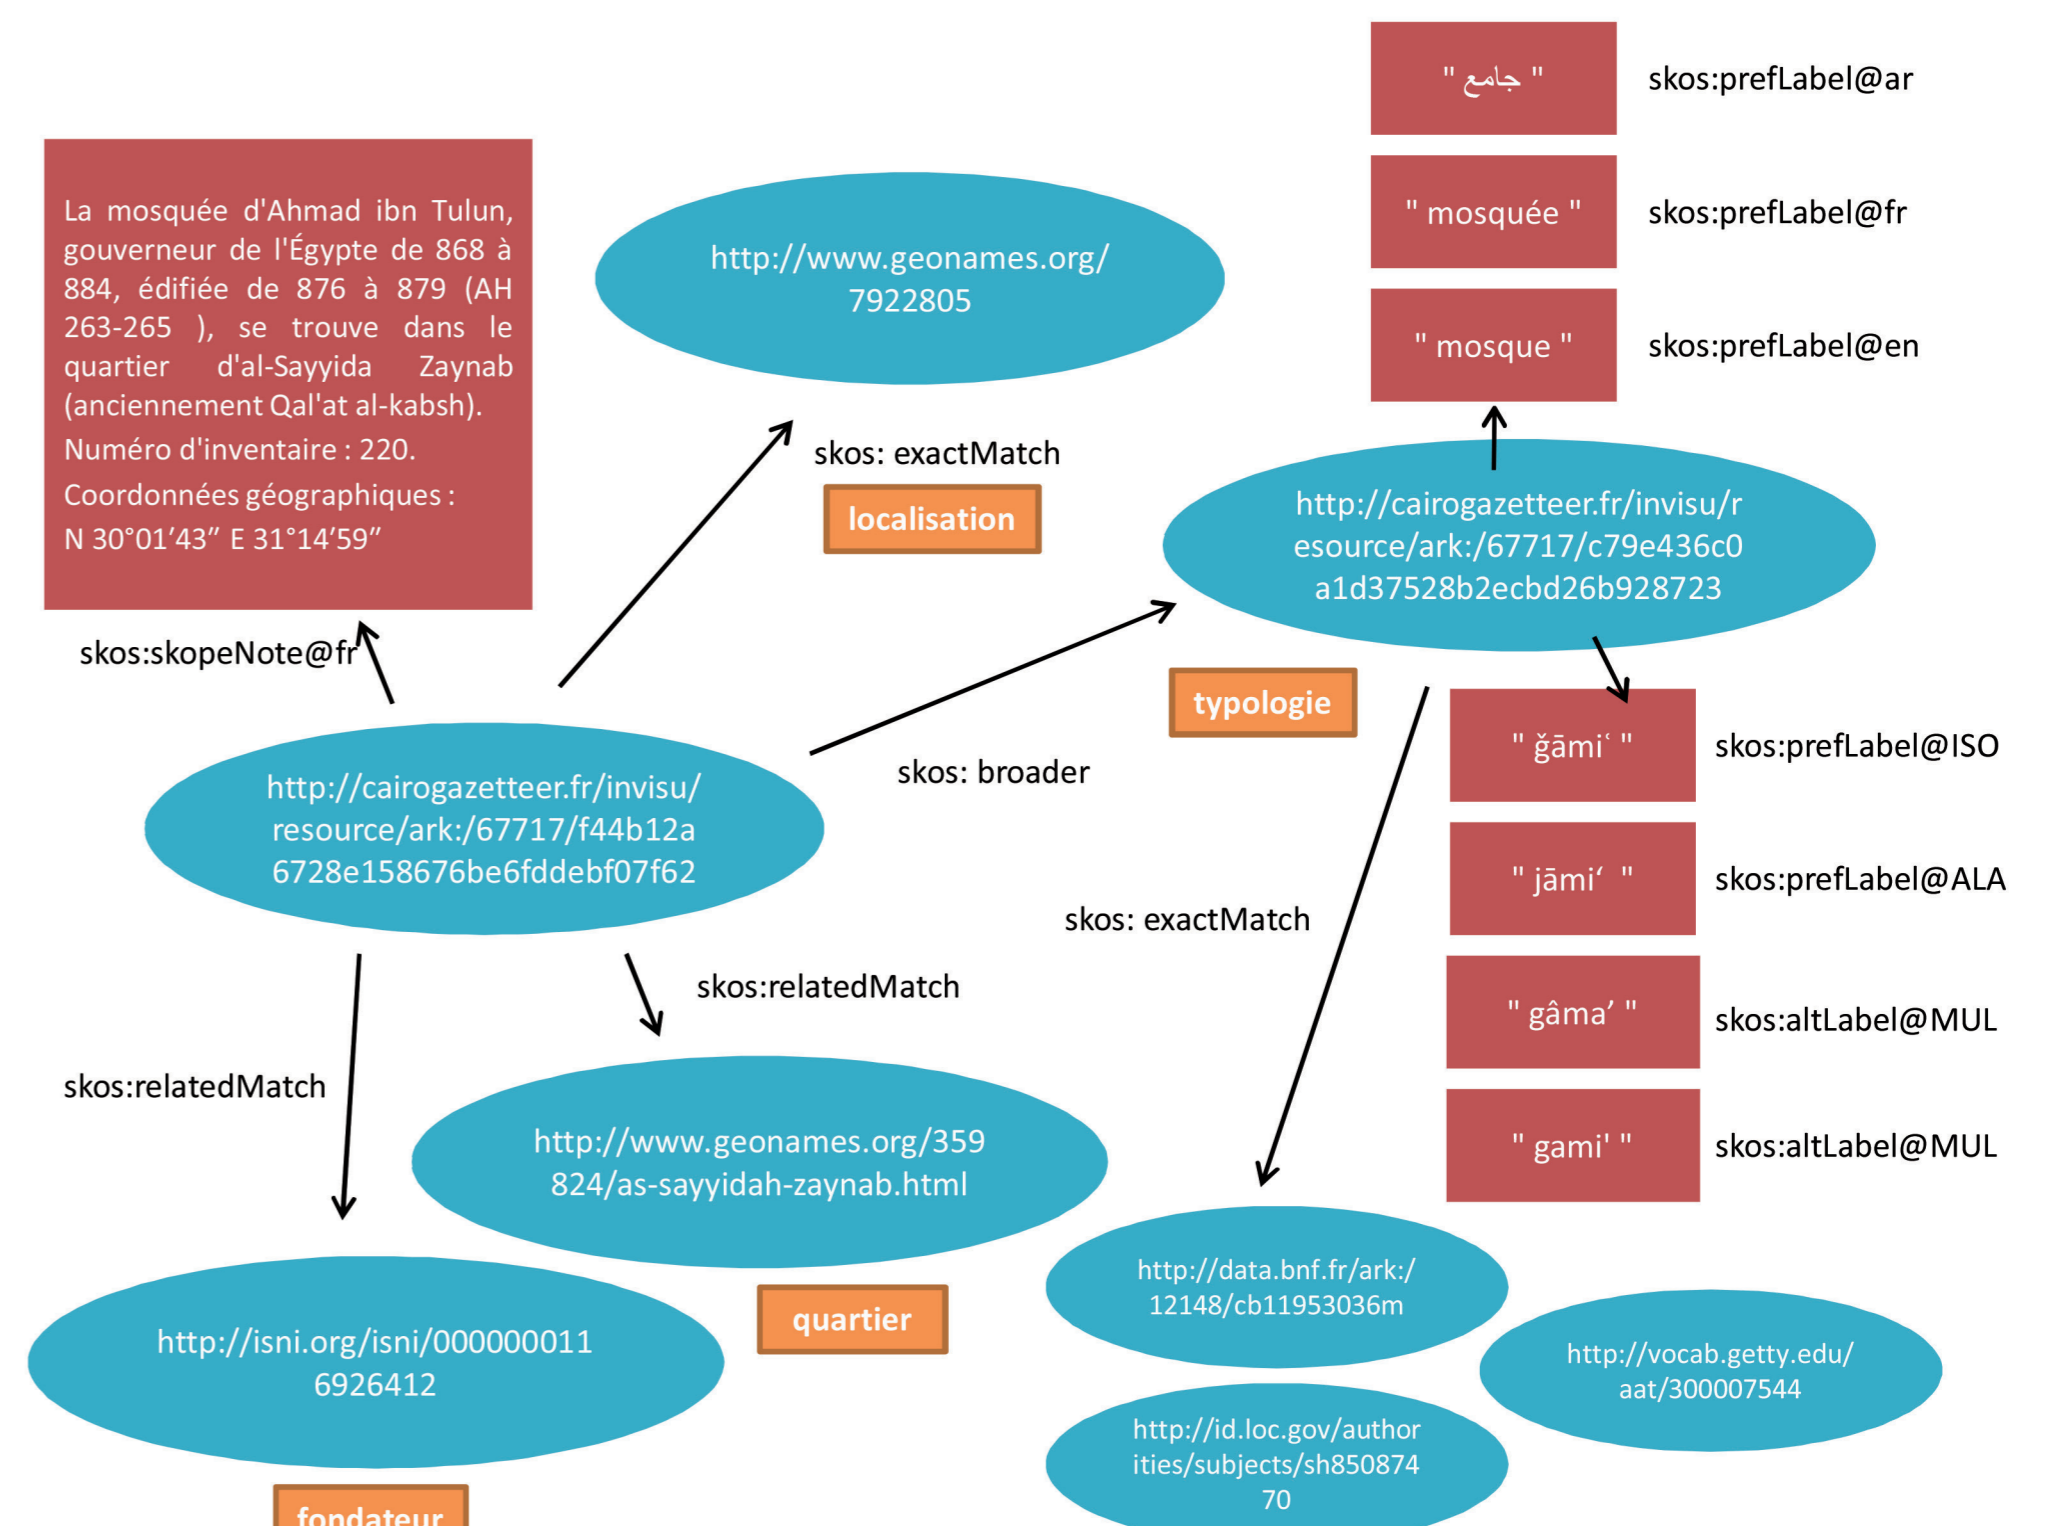 " جامع "
skos:prefLabel@ar
" mosquée "
skos:prefLabel@fr
" mosque "
skos:prefLabel@en
La mosquée d'Ahmad ibn Tulun,
gouverneur de l'Égypte de 868 à
884, édifiée de 876 à 879 (AH
263-265 ), se trouve dans le
quartier d'al-Sayyida Zaynab
(anciennement Qal'at al-kabsh).
Numéro d'inventaire : 220.
Coordonnées géographiques :
N 30°01′43″ E 31°14′59″
skos:skopeNote@fr
http://www.geonames.org/
7922805
skos: exactMatch
localisation
http://cairogazetteer.fr/invisu/r
esource/ark:/67717/c79e436c0
a1d37528b2ecbd26b928723
typologie
skos: broader
http://cairogazetteer.fr/invisu/
resource/ark:/67717/f44b12a
6728e158676be6fddebf07f62
" ǧāmiʿ "
skos:prefLabel@ISO
" jāmi‘ "
skos:prefLabel@ALA
" gâma’ "
skos:altLabel@MUL
" gami' "
skos:altLabel@MUL
skos: exactMatch
skos:relatedMatch
skos:relatedMatch
http://www.geonames.org/359
824/as-sayyidah-zaynab.html
quartier
http://isni.org/isni/000000011
6926412
fondateur
http://data.bnf.fr/ark:/
12148/cb11953036m
http://vocab.getty.edu/
aat/300007544
http://id.loc.gov/author
ities/subjects/sh850874
70